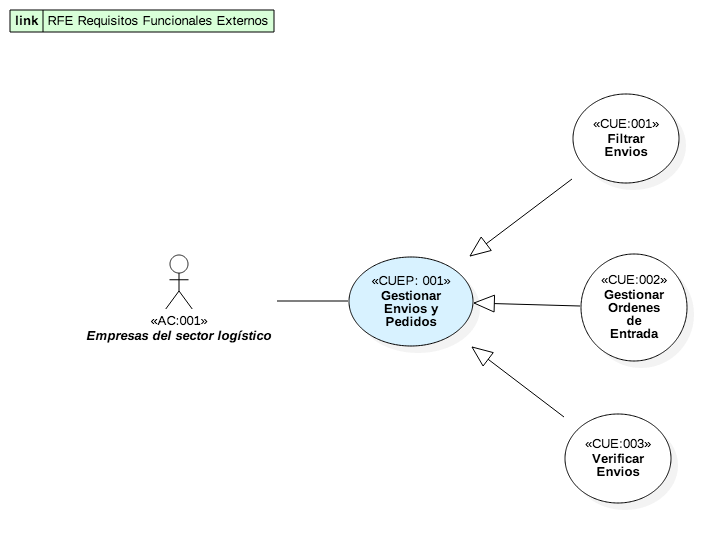 link RFE Requisitos Funcionales Externos
«CUE:001»
Filtrar
Envios
«CUEP: 001»
Gestionar
Envios y
Pedidos
«CUE:002»
Gestionar
Ordenes
de
Entrada
«AC:001»
Empresas del sector logístico
«CUE:003»
Verificar
Envios